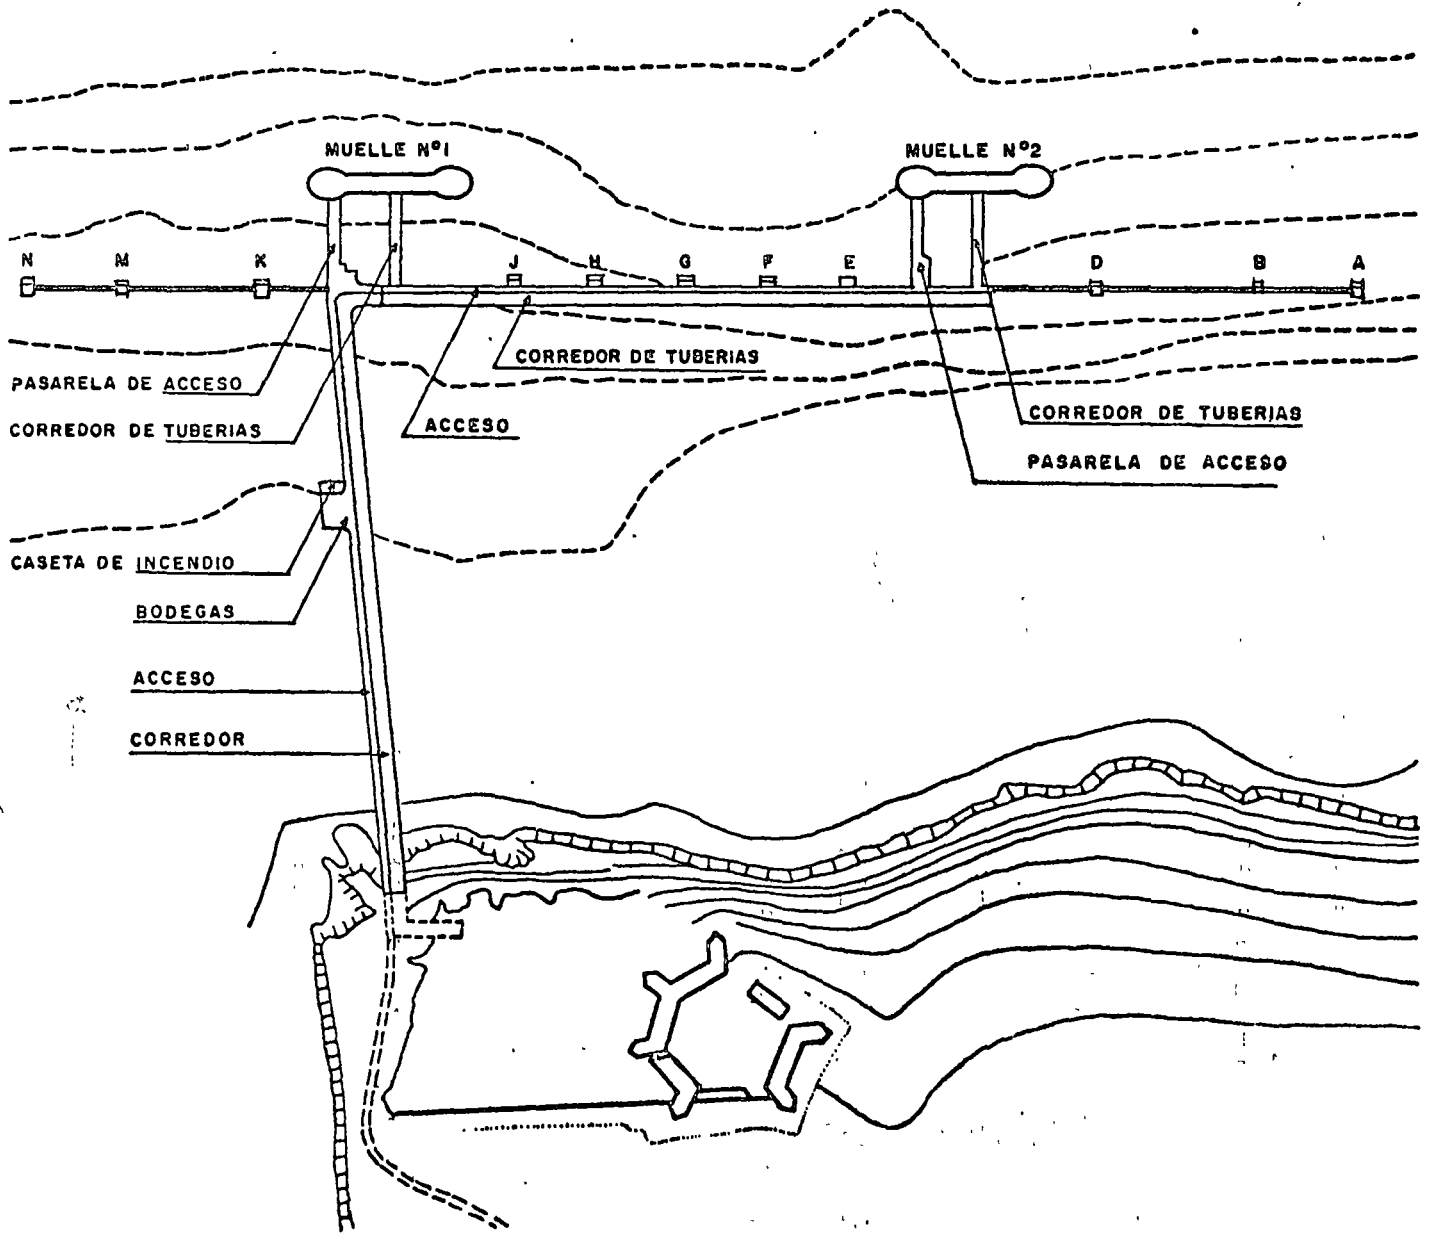 MUELLE Nº1
MUELLE Nº2
N
M
K
J
H
G
F
E
D
B
A
CORREDOR DE TUBERIAS
PASARELA DE ACCESO
CORREDOR DE TUBERIAS
ACCESO
CORREDOR DE TUBERIAS
PASARELA DE ACCESO
CASETA DE INCENDIO
BODEGAS
ACCESO
CORREDOR